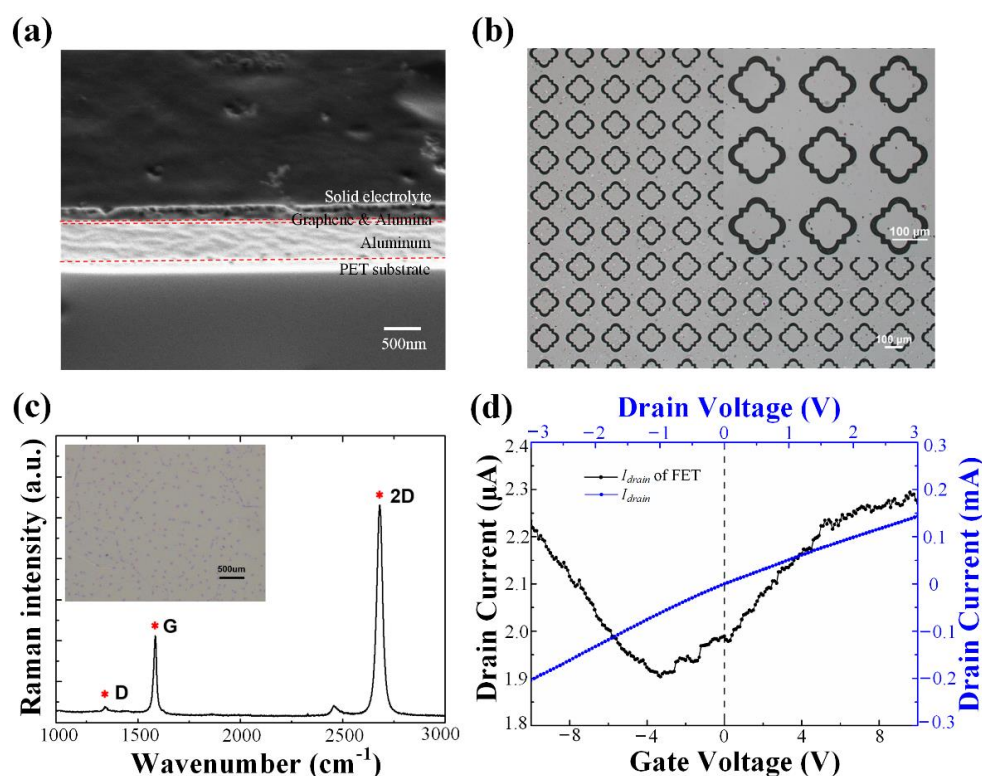 (a)
Solid electrolyte
Graphene & Alumina
Aluminum
PET substrate
500nm
(b)
100 μm
100 μm
(c)
Raman intensity (a.u.)
500um
* 2D
* G
* D
1000 1500 2000 2500 3000
Wavenumber (cm-1)
(d)
Drain Voltage (V)
−3 −2 −1 0 1 2 3
Drain Current (μA)
2.4
2.3
2.2
2.1
2.0
1.9
1.8
Idrain of FET
Idrain
0.3
0.2
0.1
0
-0.1
-0.2
-0.3
Drain Current (mA)
−8 −4 0 4 8
Gate Voltage (V)